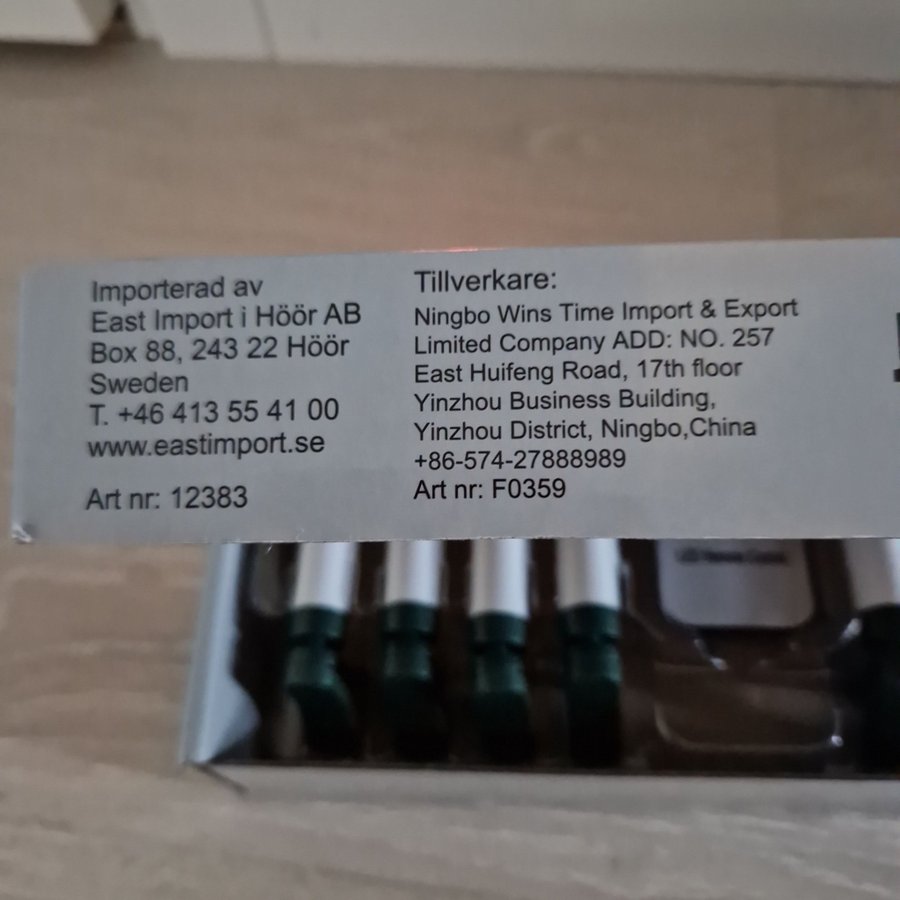 Importerad av
East Import i Höör AB
Box 88, 243 22 Höör
Sweden
T. +46 413 55 41 00
www.eastimport.se
Art nr: 12383
Tillverkare:
Ningbo Wins Time Import & Export
Limited Company ADD: NO. 257
East Huifeng Road, 17th floor
Yinzhou Business Building,
Yinzhou District, Ningbo,China
+86-574-27888989
Art nr: F0359